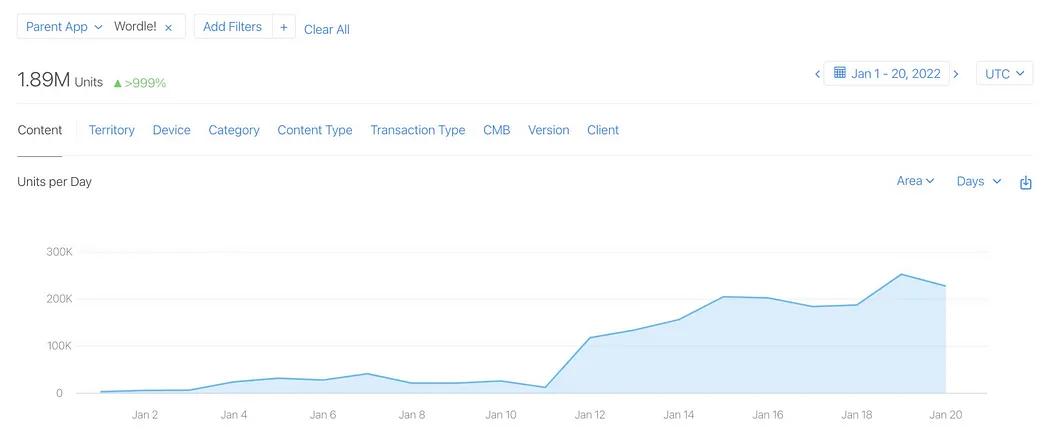 Parent App Wordle! × Add Filters + Clear All
1.89M Units ▲>999% Jan 1 - 20, 2022 UTC
Content Territory Device Category Content Type Transaction Type CMB Version Client
Units per Day Area Days
300K
200K
100K
0
Jan 2 Jan 4 Jan 6 Jan 8 Jan 10 Jan 12 Jan 14 Jan 16 Jan 18 Jan 20